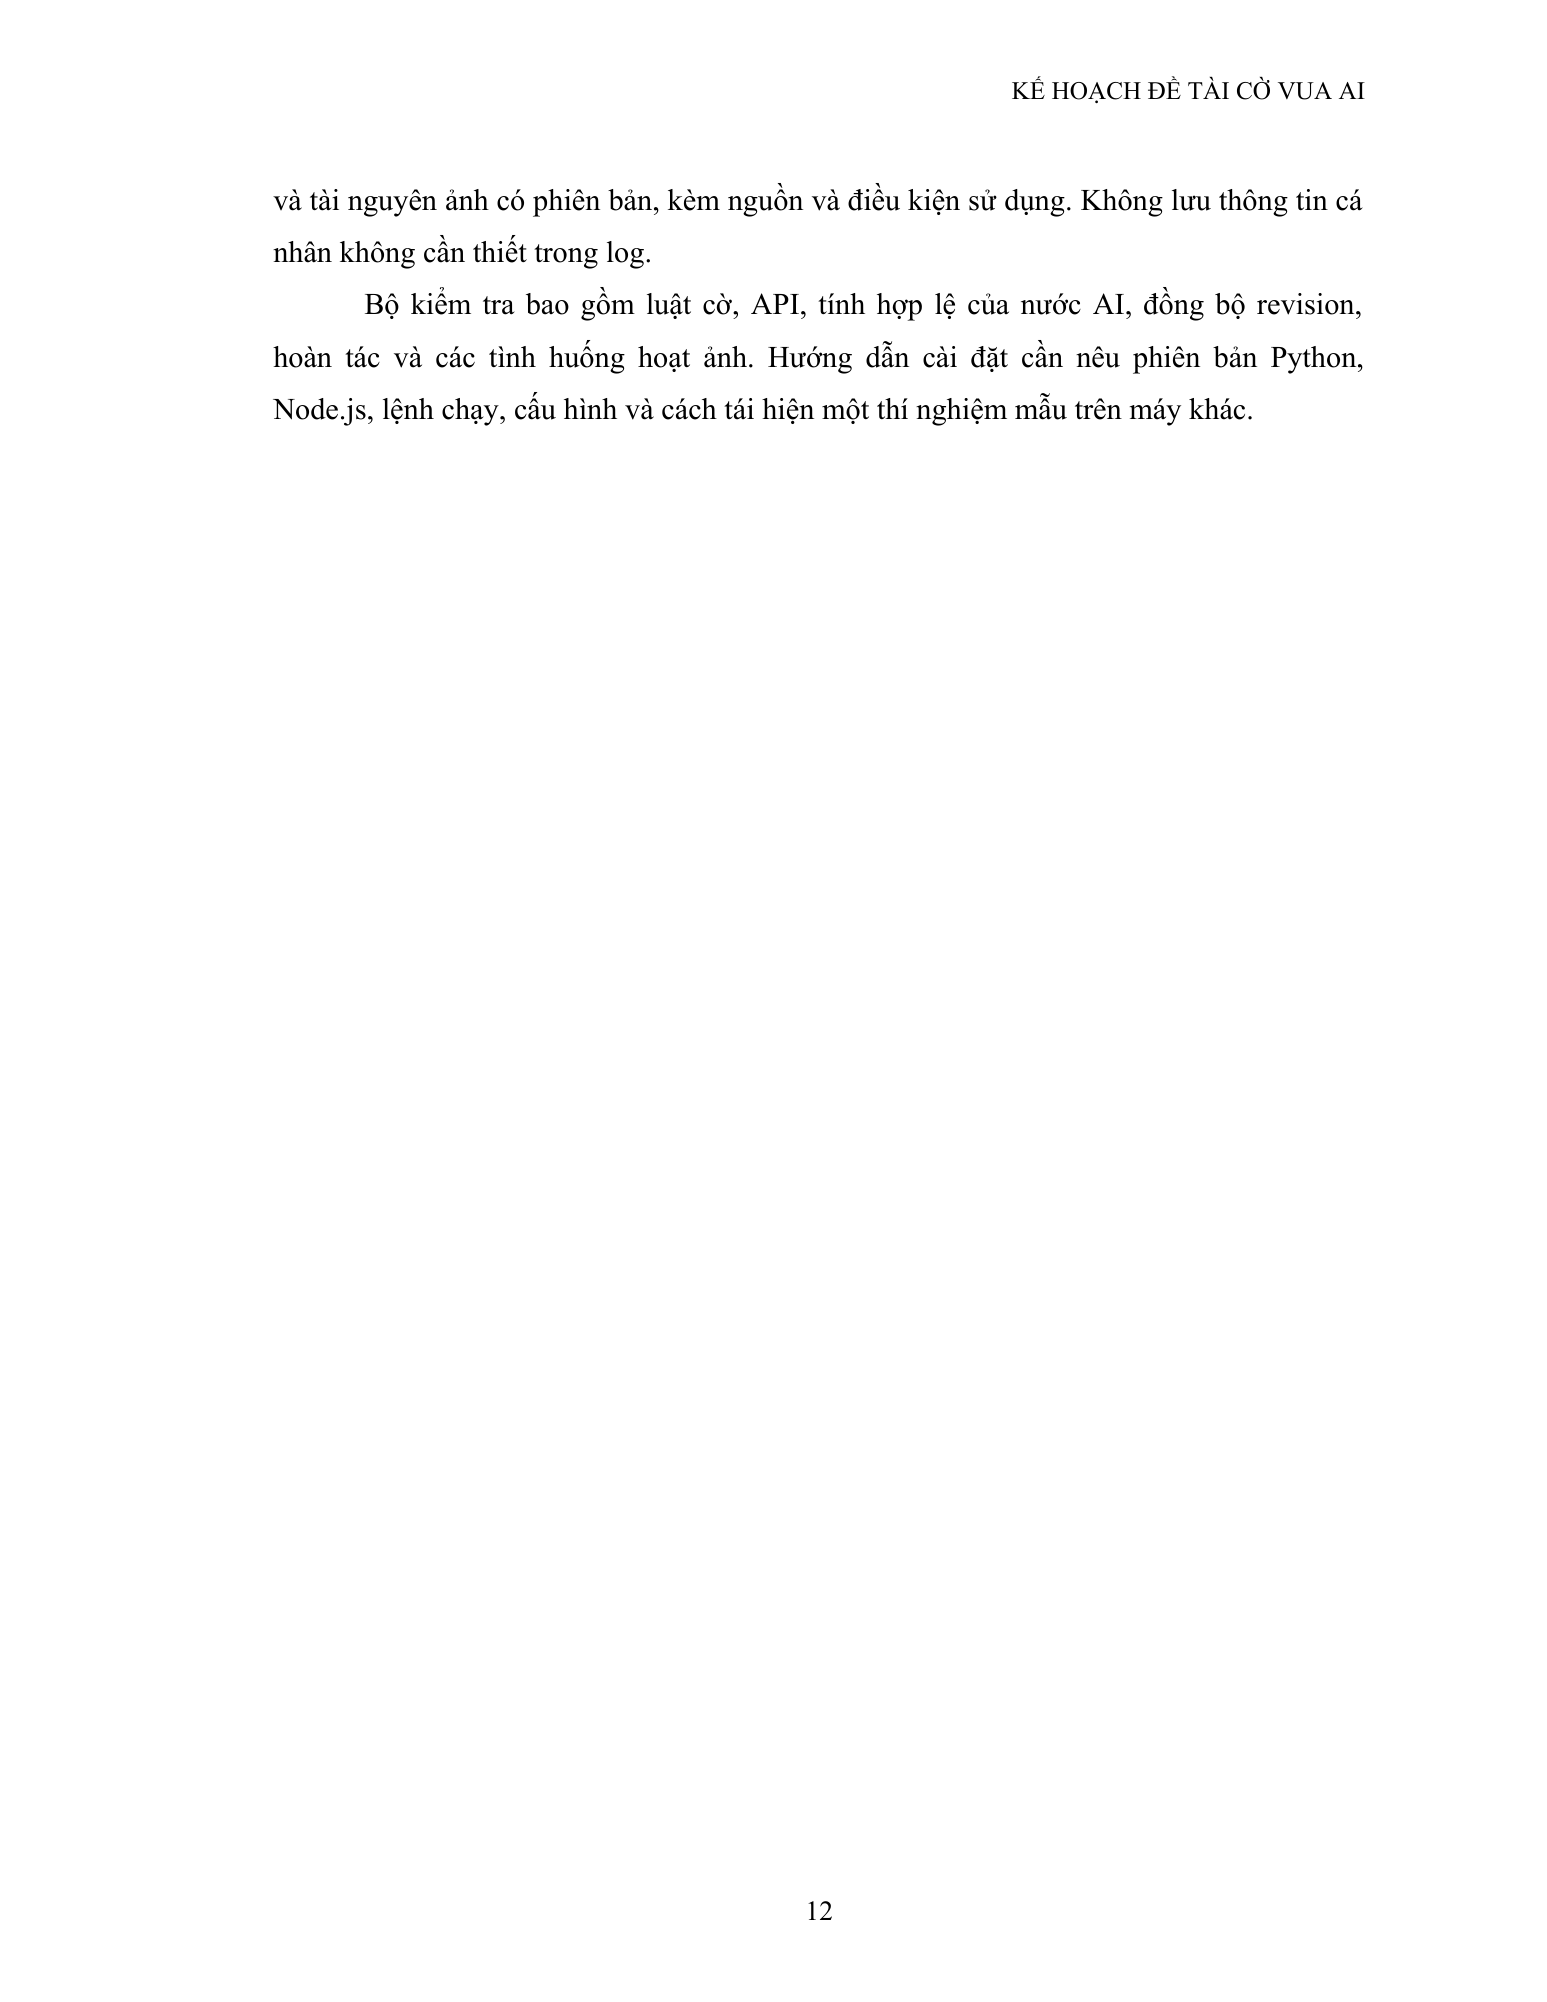 KẾ HOẠCH ĐỀ TÀI CỜ VUA AI
và tài nguyên ảnh có phiên bản, kèm nguồn và điều kiện sử dụng. Không lưu thông tin cá
nhân không cần thiết trong log.
Bộ kiểm tra bao gồm luật cờ, API, tính hợp lệ của nước AI, đồng bộ revision,
hoàn tác và các tình huống hoạt ảnh. Hướng dẫn cài đặt cần nêu phiên bản Python,
Node.js, lệnh chạy, cấu hình và cách tái hiện một thí nghiệm mẫu trên máy khác.
12